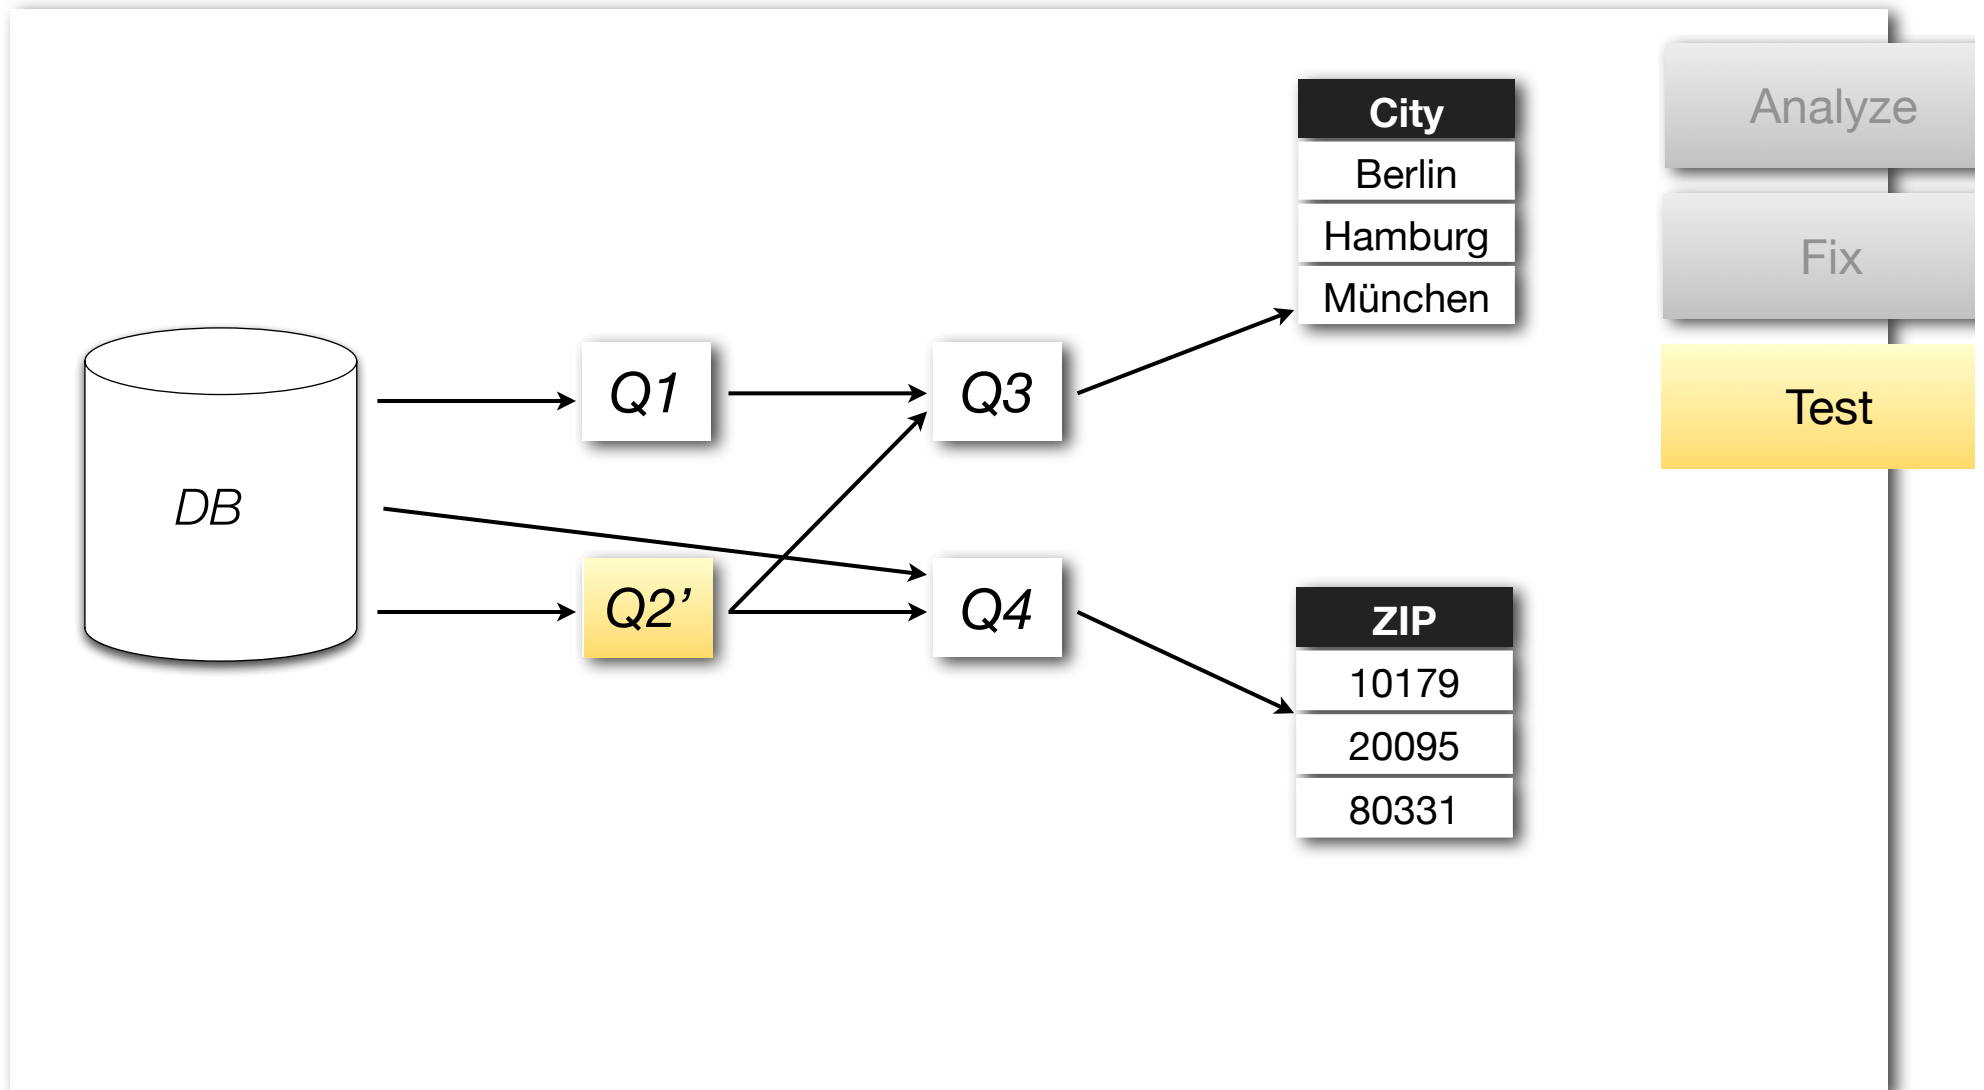 City
Berlin
Hamburg
München
Analyze
Fix
Test
DB
Q1
Q3
Q2’
Q4
ZIP
10179
20095
80331